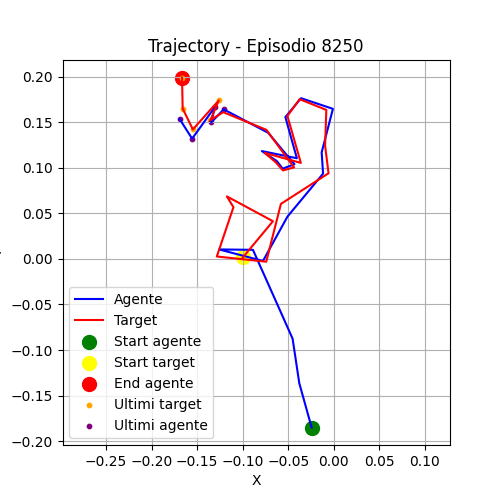 Trajectory - Episodio 8250
0.20
0.15
0.10
0.05
0.00
−0.05
−0.10
−0.15
−0.20
Agente
Target
Start agente
Start target
End agente
Ultimi target
Ultimi agente
−0.25 −0.20 −0.15 −0.10 −0.05 0.00 0.05 0.10
X